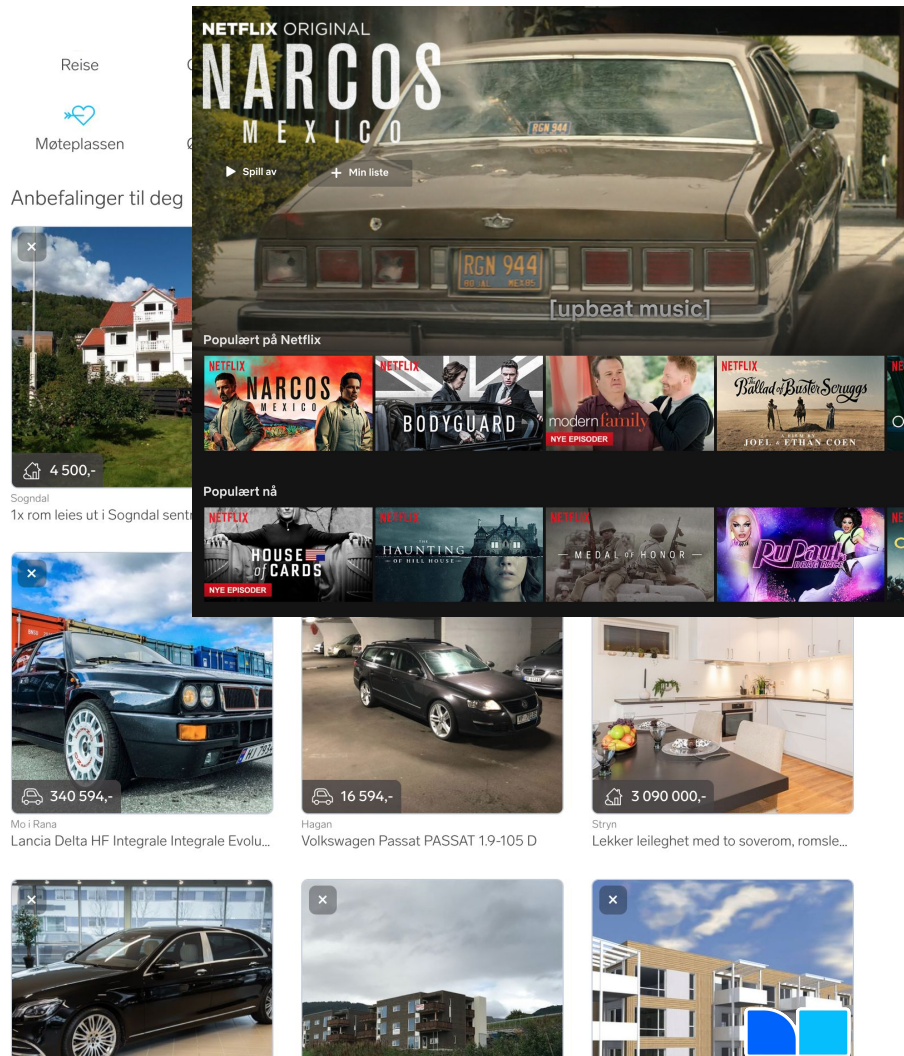 Reise
Møteplassen
Anbefalinger til deg
4 500,-
Sogndal
1x rom leies ut i Sogndal sentr
NETFLIX ORIGINAL
NARCOS
MEXICO
Spill av
Min liste
RGN 944
RGN 944
[upbeat music]
Populært på Netflix
NETFLIX
NARCOS
MEXICO
NETFLIX
BODYGUARD
modern family
NYE EPISODER
NETFLIX
The
Ballad of Buster Scruggs
A FILM BY
JOEL & ETHAN COEN
Populært nå
NETFLIX
HOUSE
of CARDS
NYE EPISODER
NETFLIX
THE
HAUNTING
OF HILL HOUSE
NETFLIX
MEDAL OF HONOR
RuPaul's
DRAG RACE
340 594,-
Mo i Rana
Lancia Delta HF Integrale Integrale Evolu...
16 594,-
Hagan
Volkswagen Passat PASSAT 1.9-105 D
3 090 000,-
Stryn
Lekker leileghet med to soverom, romsle...